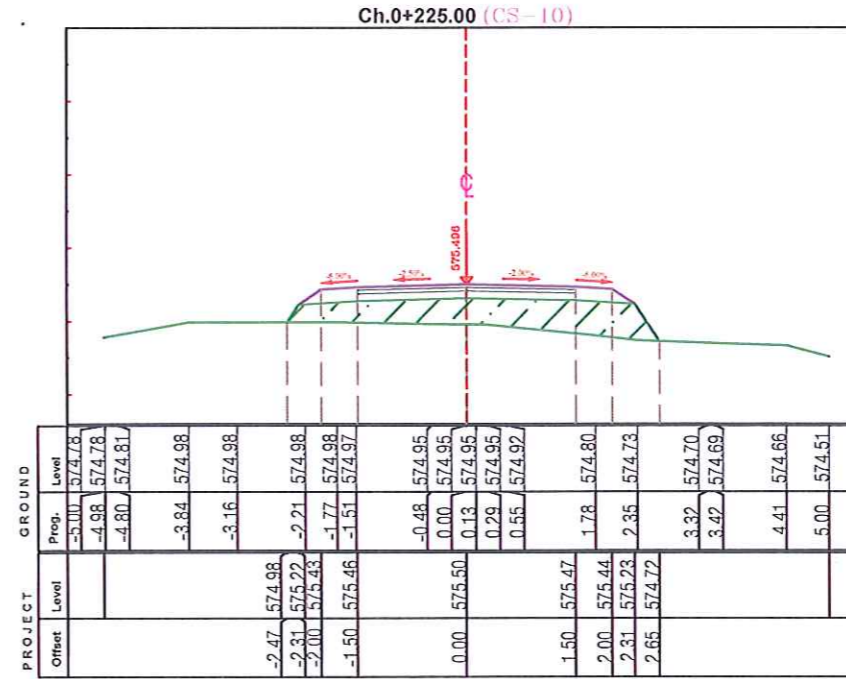 Ch.0+225.00 (CS-10)
575.496
-2.50%
GROUND
Level
574.78 574.78 574.81 574.98 574.98 574.98 574.98 574.97 574.95 574.95 574.95 574.95 574.92 574.80 574.73 574.70 574.69 574.66 574.51
Prog.
-5.00 -4.98 -4.80 -3.84 -3.16 -2.21 -1.77 -1.51 -0.48 0.00 0.13 0.29 0.55 1.78 2.35 3.32 3.42 4.41 5.00
PROJECT
Level
574.98 575.22 575.43 575.46 575.50 575.47 575.44 575.23 574.72
Offset
-2.47 -2.31 -2.00 -1.50 0.00 1.50 2.00 2.31 2.65